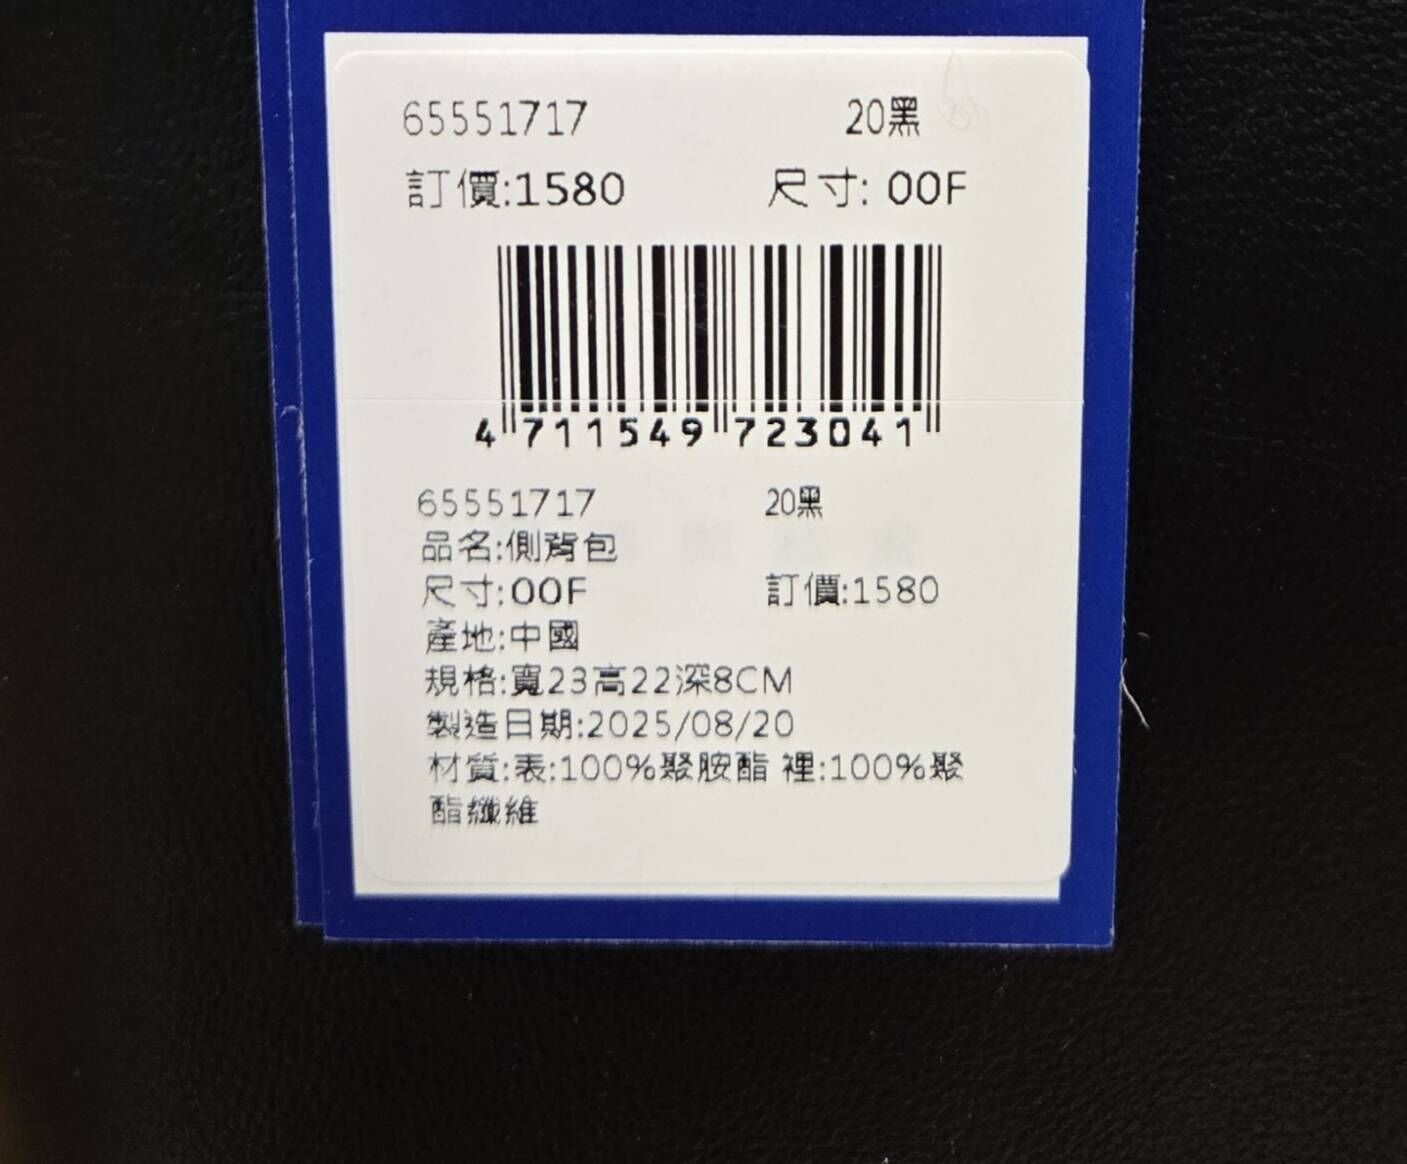 65551717 20黑
訂價:1580 尺寸: 00F
4 711549 723041
65551717 20黑
品名:側背包
尺寸:00F 訂價:1580
產地:中國
規格:寬23高22深8CM
製造日期:2025/08/20
材質:表:100%聚胺酯 裡:100%聚
酯纖維